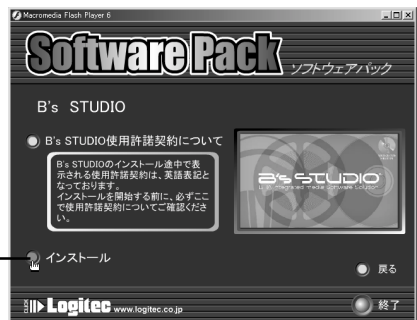 Macromedia Flash Player 6
Software Pack ソフトウェアパック
B's STUDIO
B's STUDIO使用許諾契約について
B's STUDIOのインストール途中で表
示される使用許諾契約は、英語表記と
なっております。
インストールを開始する前に、必ずここ
で使用許諾契約についてご確認くださ
い。
B's STUDIO
インストール
戻る
Logitec www.logitec.co.jp
終了